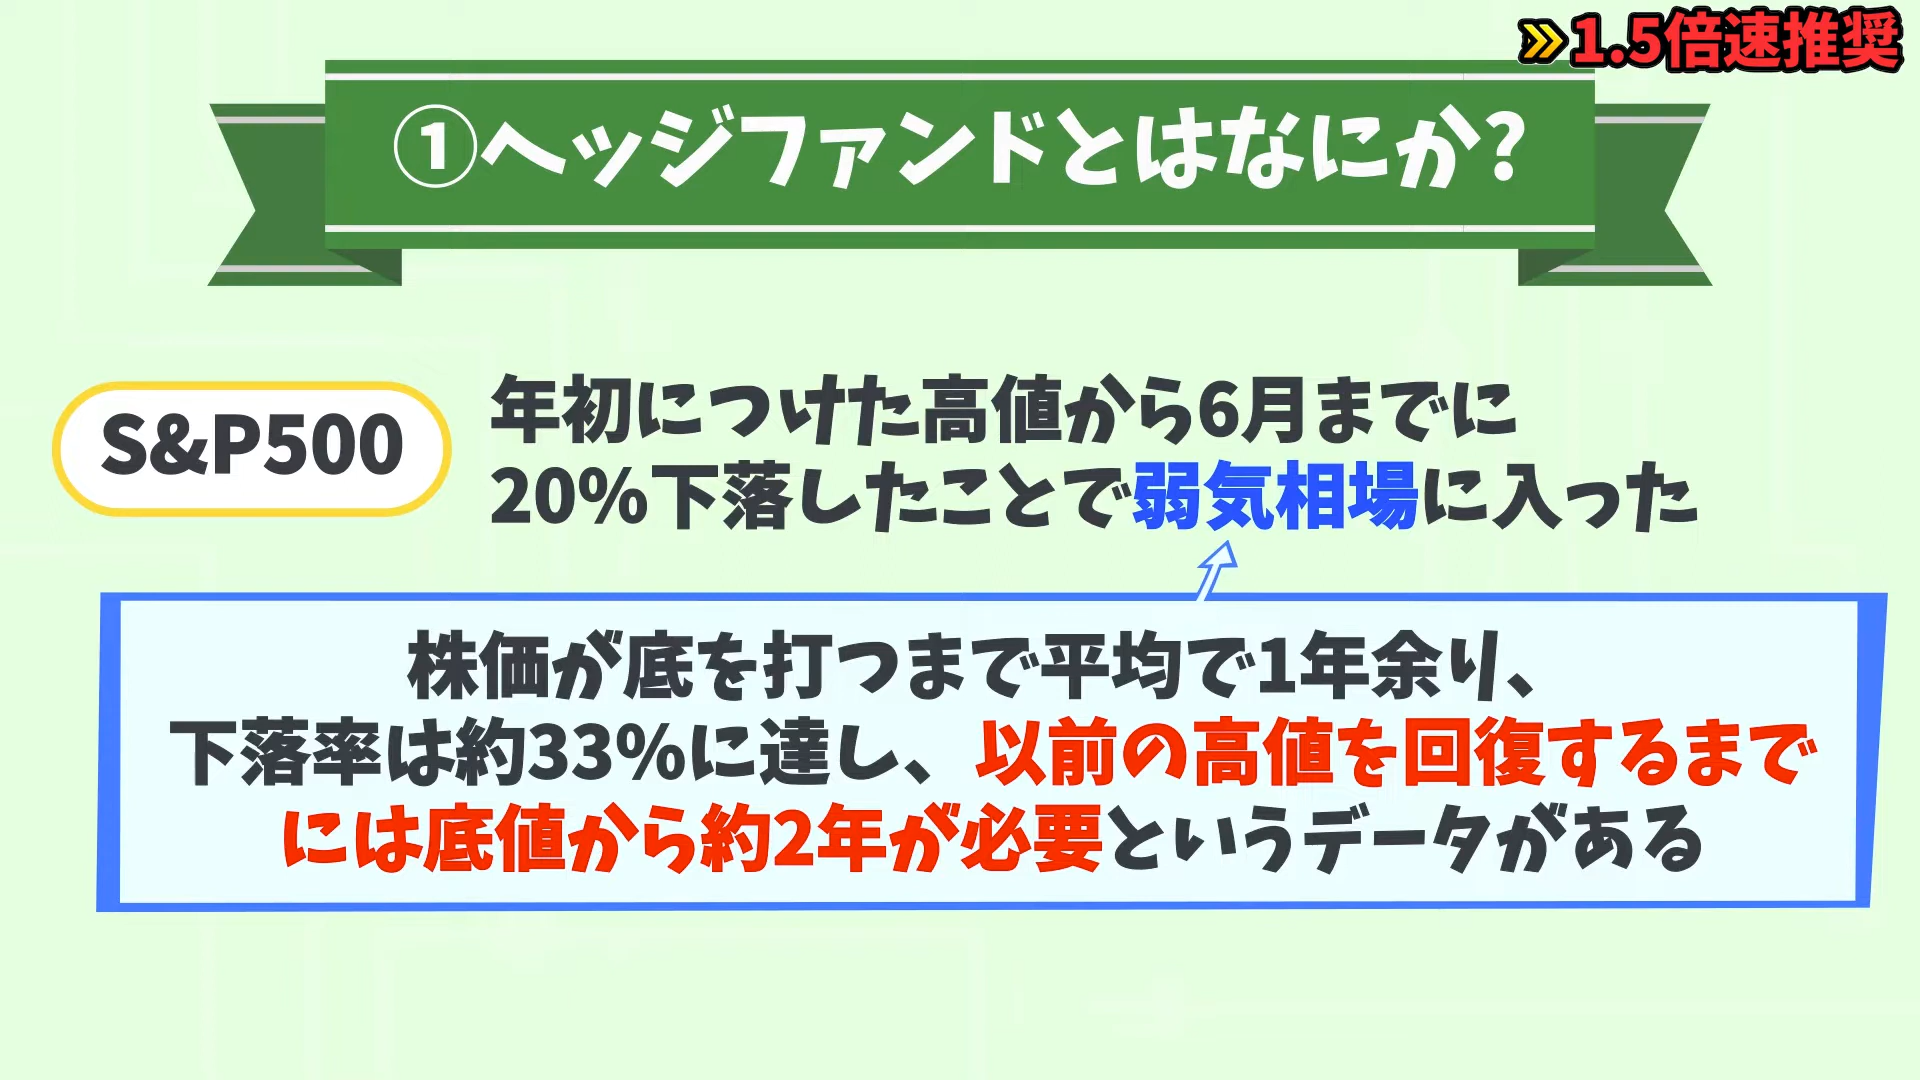 1.5倍速推奨
①ヘッジファンドとはなにか?
S&P500
年初につけた高値から6月までに
20%下落したことで弱気相場に入った
株価が底を打つまで平均で1年余り、
下落率は約33%に達し、以前の高値を回復するまで
には底値から約2年が必要というデータがある